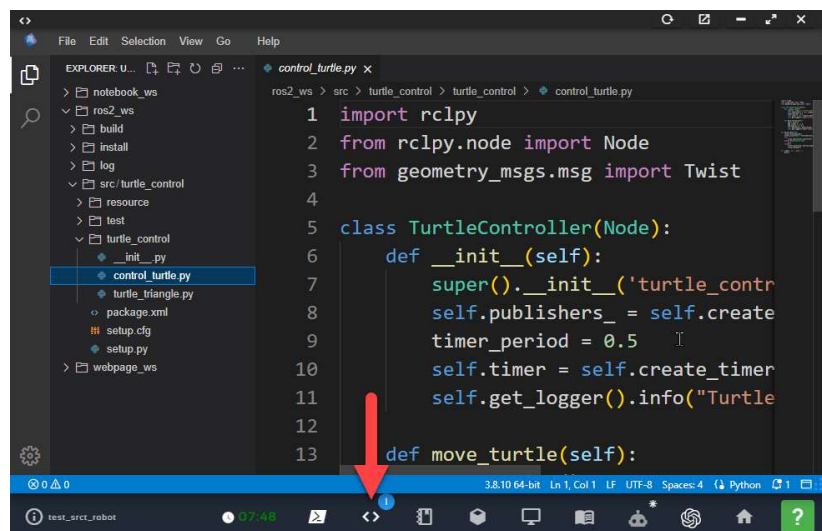 File Edit Selection View Go Help
EXPLORER: U... ...
control_turtle.py
notebook_ws
ros2_ws
build
install
log
src/turtle_control
resource
test
turtle_control
__init__.py
control_turtle.py
turtle_triangle.py
package.xml
setup.cfg
setup.py
webpage_ws
ros2_ws > src > turtle_control > turtle_control > control_turtle.py
1 import rclpy
2 from rclpy.node import Node
3 from geometry_msgs.msg import Twist
4
5 class TurtleController(Node):
6 def __init__(self):
7 super().__init__('turtle_contr
8 self.publishers_ = self.create
9 timer_period = 0.5
10 self.timer = self.create_timer
11 self.get_logger().info("Turtle
12
13 def move_turtle(self):
0 0 3.8.10 64-bit Ln 1, Col 1 LF UTF-8 Spaces: 4 Python 1
test_srct_robot 07:48 1 ?